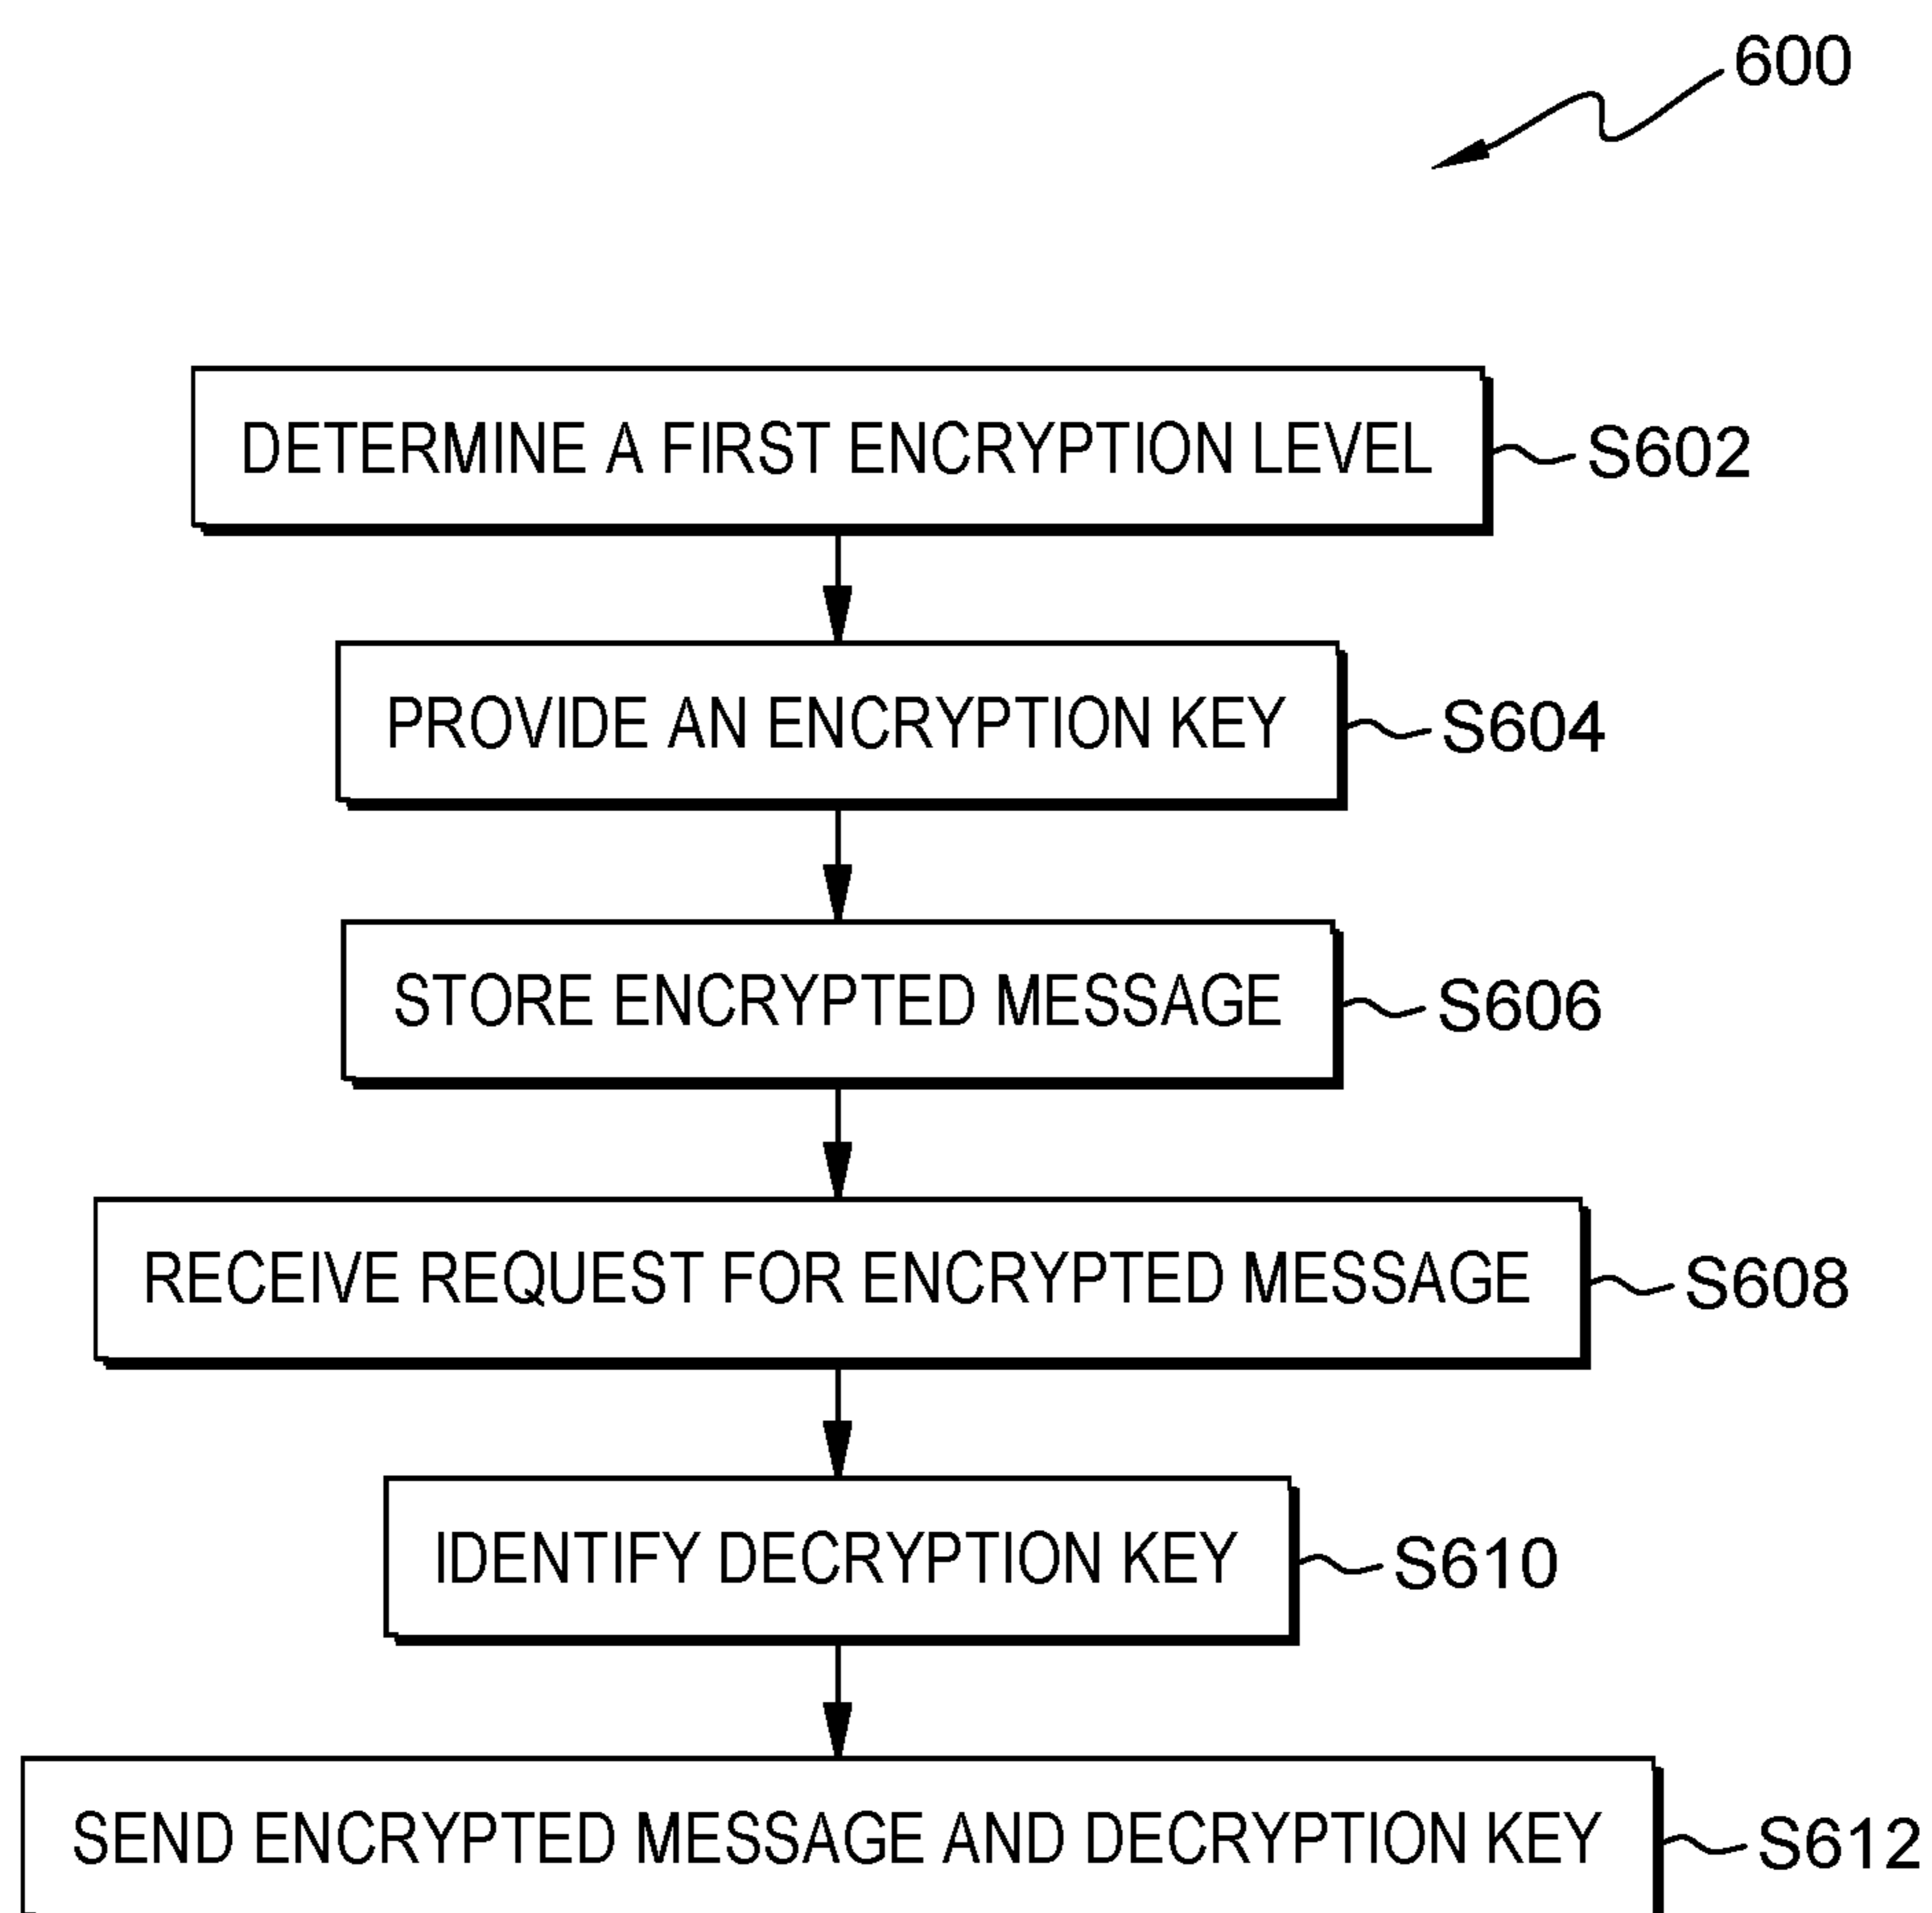 600
DETERMINE A FIRST ENCRYPTION LEVEL S602
PROVIDE AN ENCRYPTION KEY S604
STORE ENCRYPTED MESSAGE S606
RECEIVE REQUEST FOR ENCRYPTED MESSAGE S608
IDENTIFY DECRYPTION KEY S610
SEND ENCRYPTED MESSAGE AND DECRYPTION KEY S612